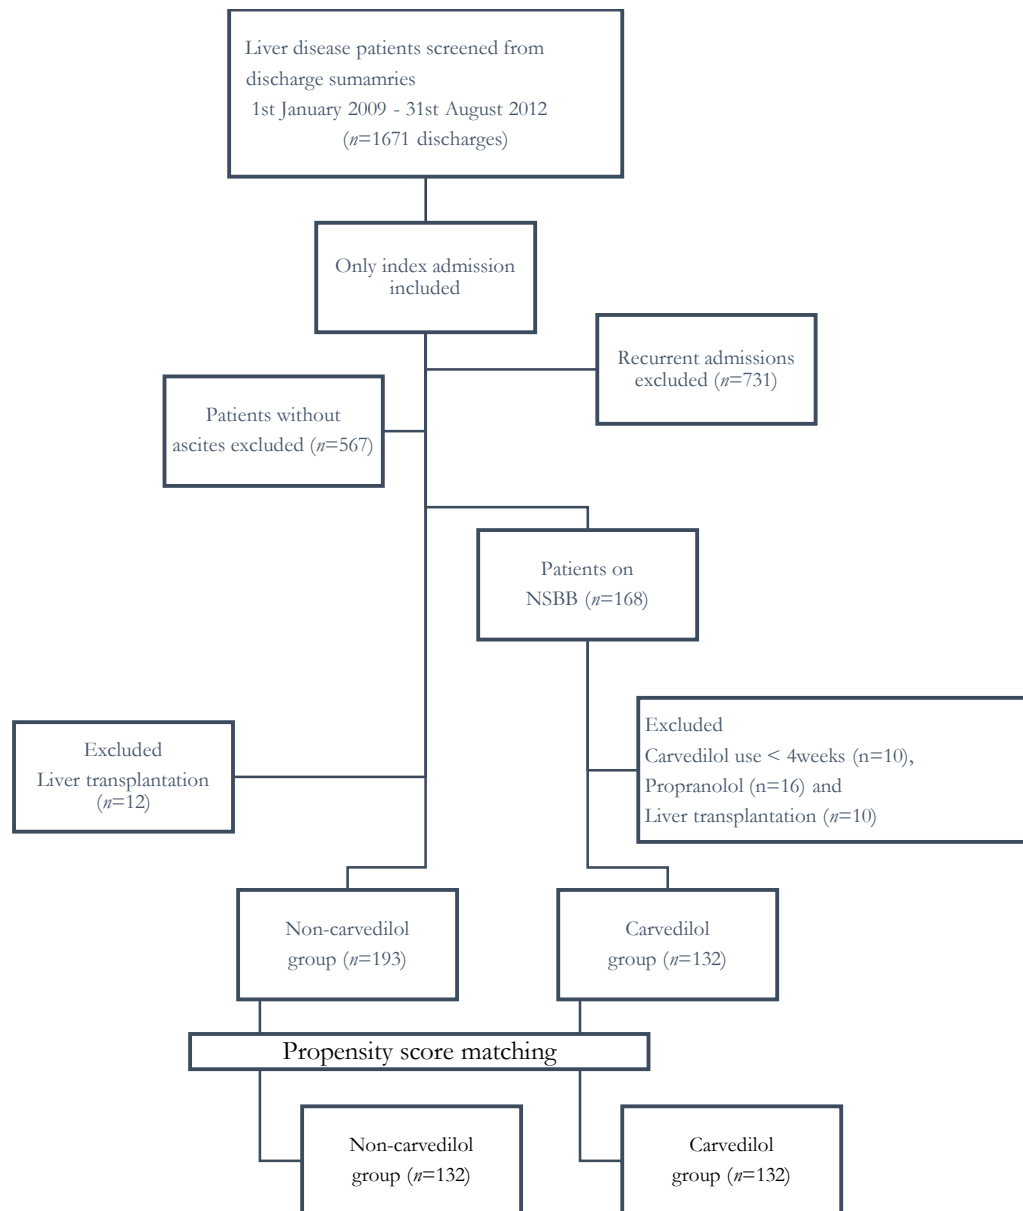 Liver disease patients screened from
discharge sumamries
1st January 2009 - 31st August 2012
(n=1671 discharges)
Only index admission
included
Recurrent admissions
excluded (n=731)
Patients without
ascites excluded (n=567)
Patients on
NSBB (n=168)
Excluded
Liver transplantation
(n=12)
Excluded
Carvedilol use < 4weeks (n=10),
Propranolol (n=16) and
Liver transplantation (n=10)
Non-carvedilol
group (n=193)
Carvedilol
group (n=132)
Propensity score matching
Non-carvedilol
group (n=132)
Carvedilol
group (n=132)